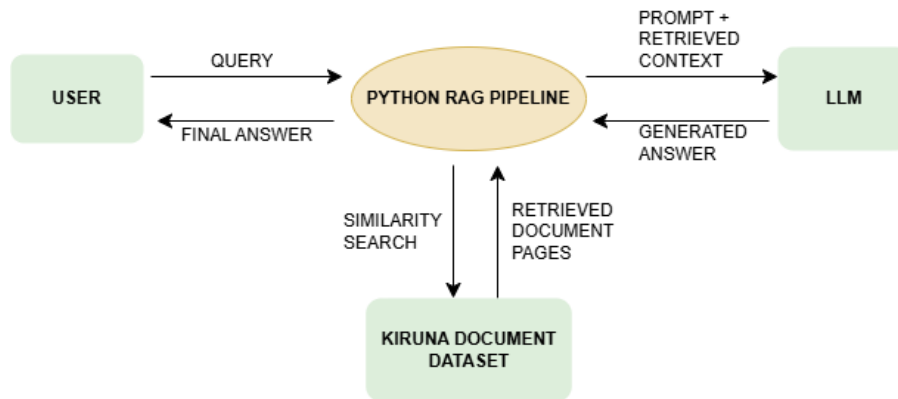 PROMPT +
RETRIEVED
CONTEXT
QUERY
USER
PYTHON RAG PIPELINE
LLM
FINAL ANSWER
GENERATED
ANSWER
SIMILARITY
SEARCH
RETRIEVED
DOCUMENT
PAGES
KIRUNA DOCUMENT
DATASET